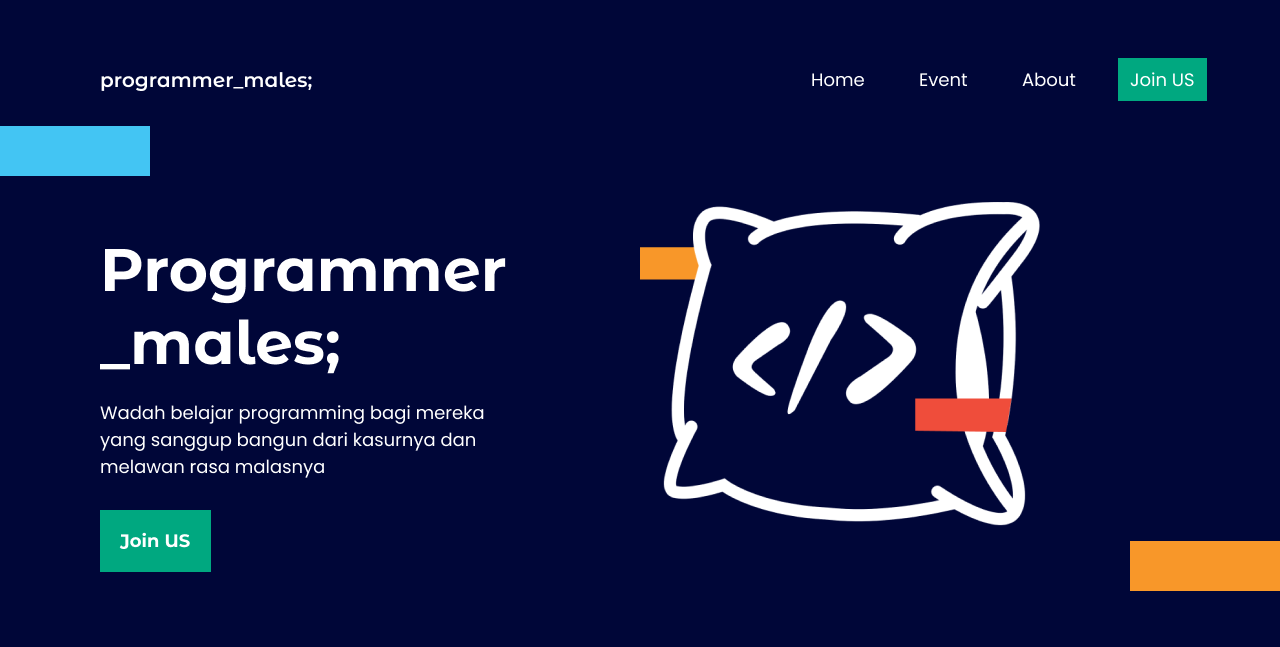 programmer_males;
Home
Event
About
Join US
Programmer
_males;
Wadah belajar programming bagi mereka
yang sanggup bangun dari kasurnya dan
melawan rasa malasnya
</>
Join US